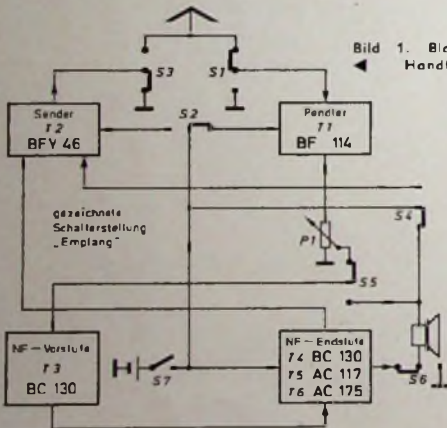 Bild 1. Blo
Handf
S3
S1
Sender
T2
BFY 46
S2
Pendler
T1
BF 114
gezeichnete
Schalterstellung
„Empfang"
S4
P1
S5
NF-Vorstufe
T3
BC 130
S7
NF-Endstufe
T4 BC 130
T5 AC 117
T6 AC 175
S6